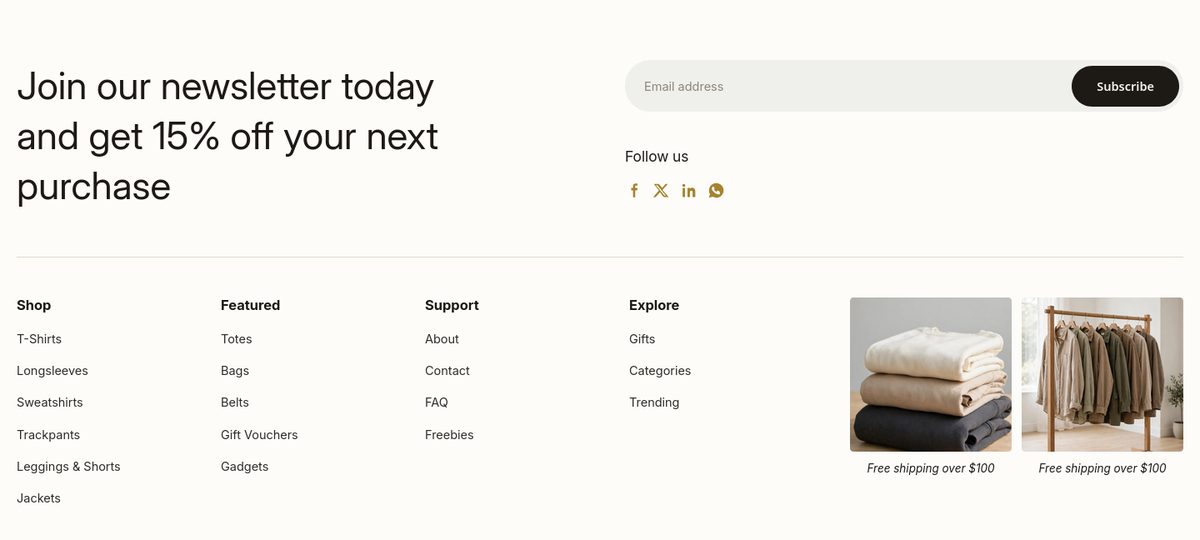 Join our newsletter today
and get 15% off your next
purchase
Email address
Subscribe
Follow us
Shop
T-Shirts
Longsleeves
Sweatshirts
Trackpants
Leggings & Shorts
Jackets
Featured
Totes
Bags
Belts
Gift Vouchers
Gadgets
Support
About
Contact
FAQ
Freebies
Explore
Gifts
Categories
Trending
Free shipping over $100
Free shipping over $100